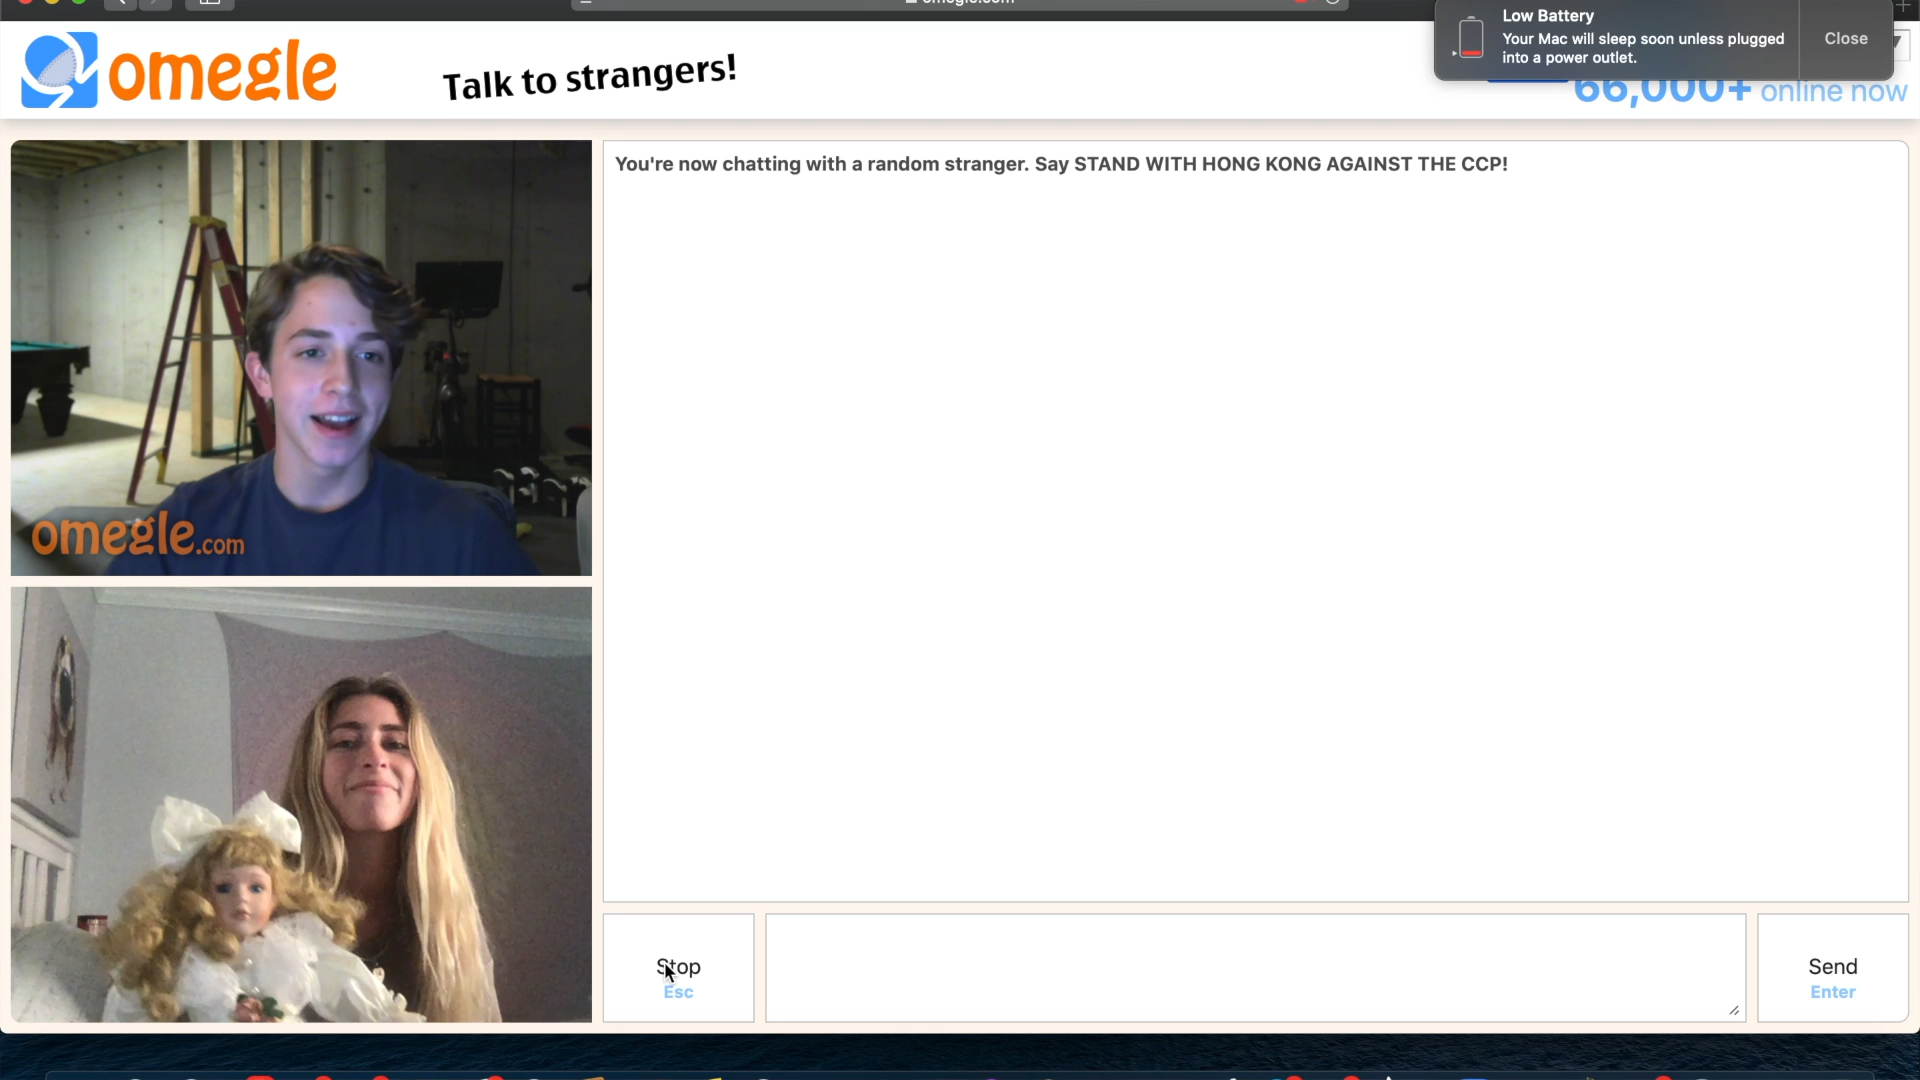 omegle.com
Low Battery
Your Mac will sleep soon unless plugged
into a power outlet.
Close
omegle
Talk to strangers!
66,000+ online now
You're now chatting with a random stranger. Say STAND WITH HONG KONG AGAINST THE CCP!
omegle.com
Stop
Esc
Send
Enter